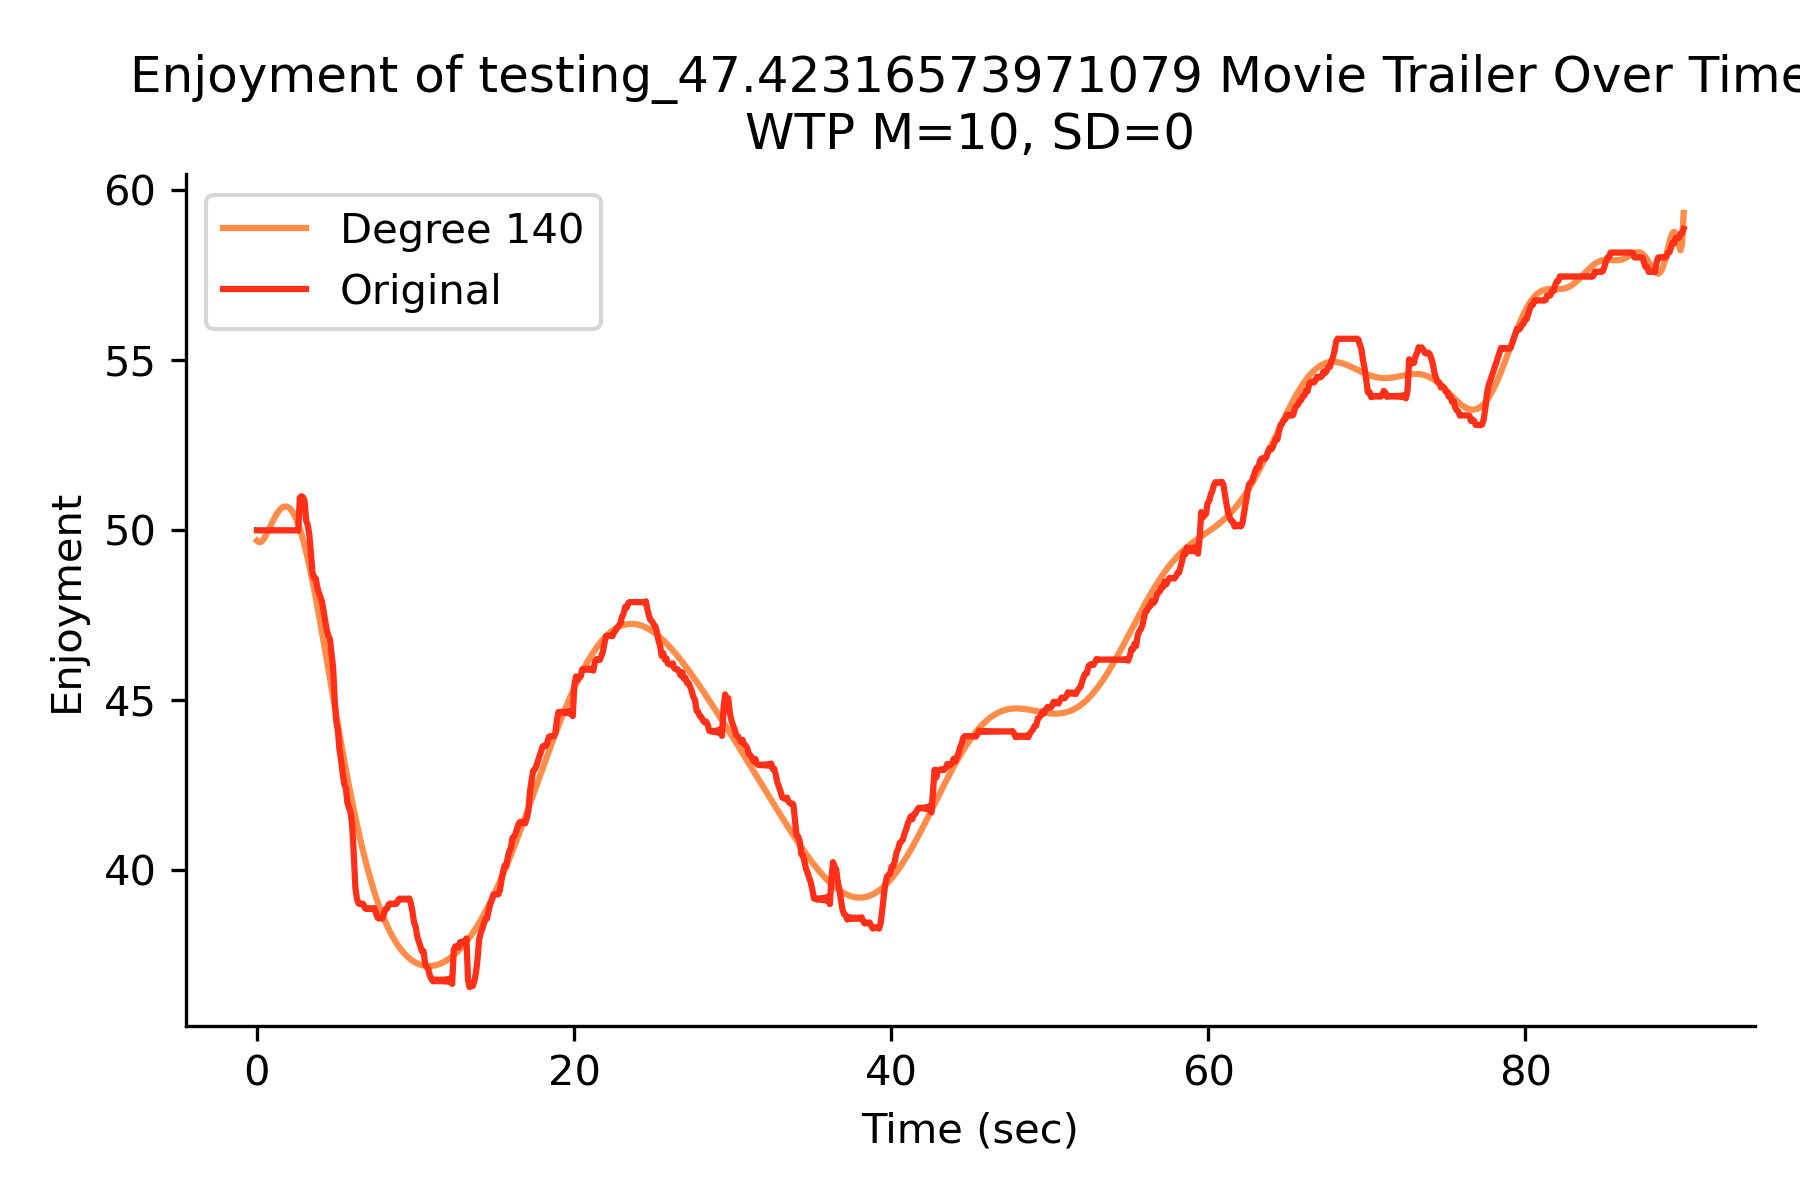 Enjoyment of testing_47.42316573971079 Movie Trailer Over Time
WTP M=10, SD=0
60
55
50
45
40
Enjoyment
Degree 140
Original
0 20 40 60 80
Time (sec)